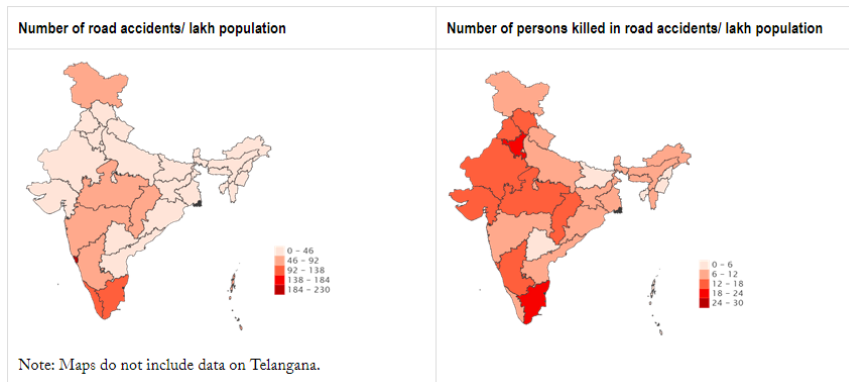 Number of road accidents/ lakh population
Number of persons killed in road accidents/ lakh population
0 - 46
46 - 92
92 - 138
138 - 184
184 - 230
0 - 6
6 - 12
12 - 18
18 - 24
24 - 30
Note: Maps do not include data on Telangana.